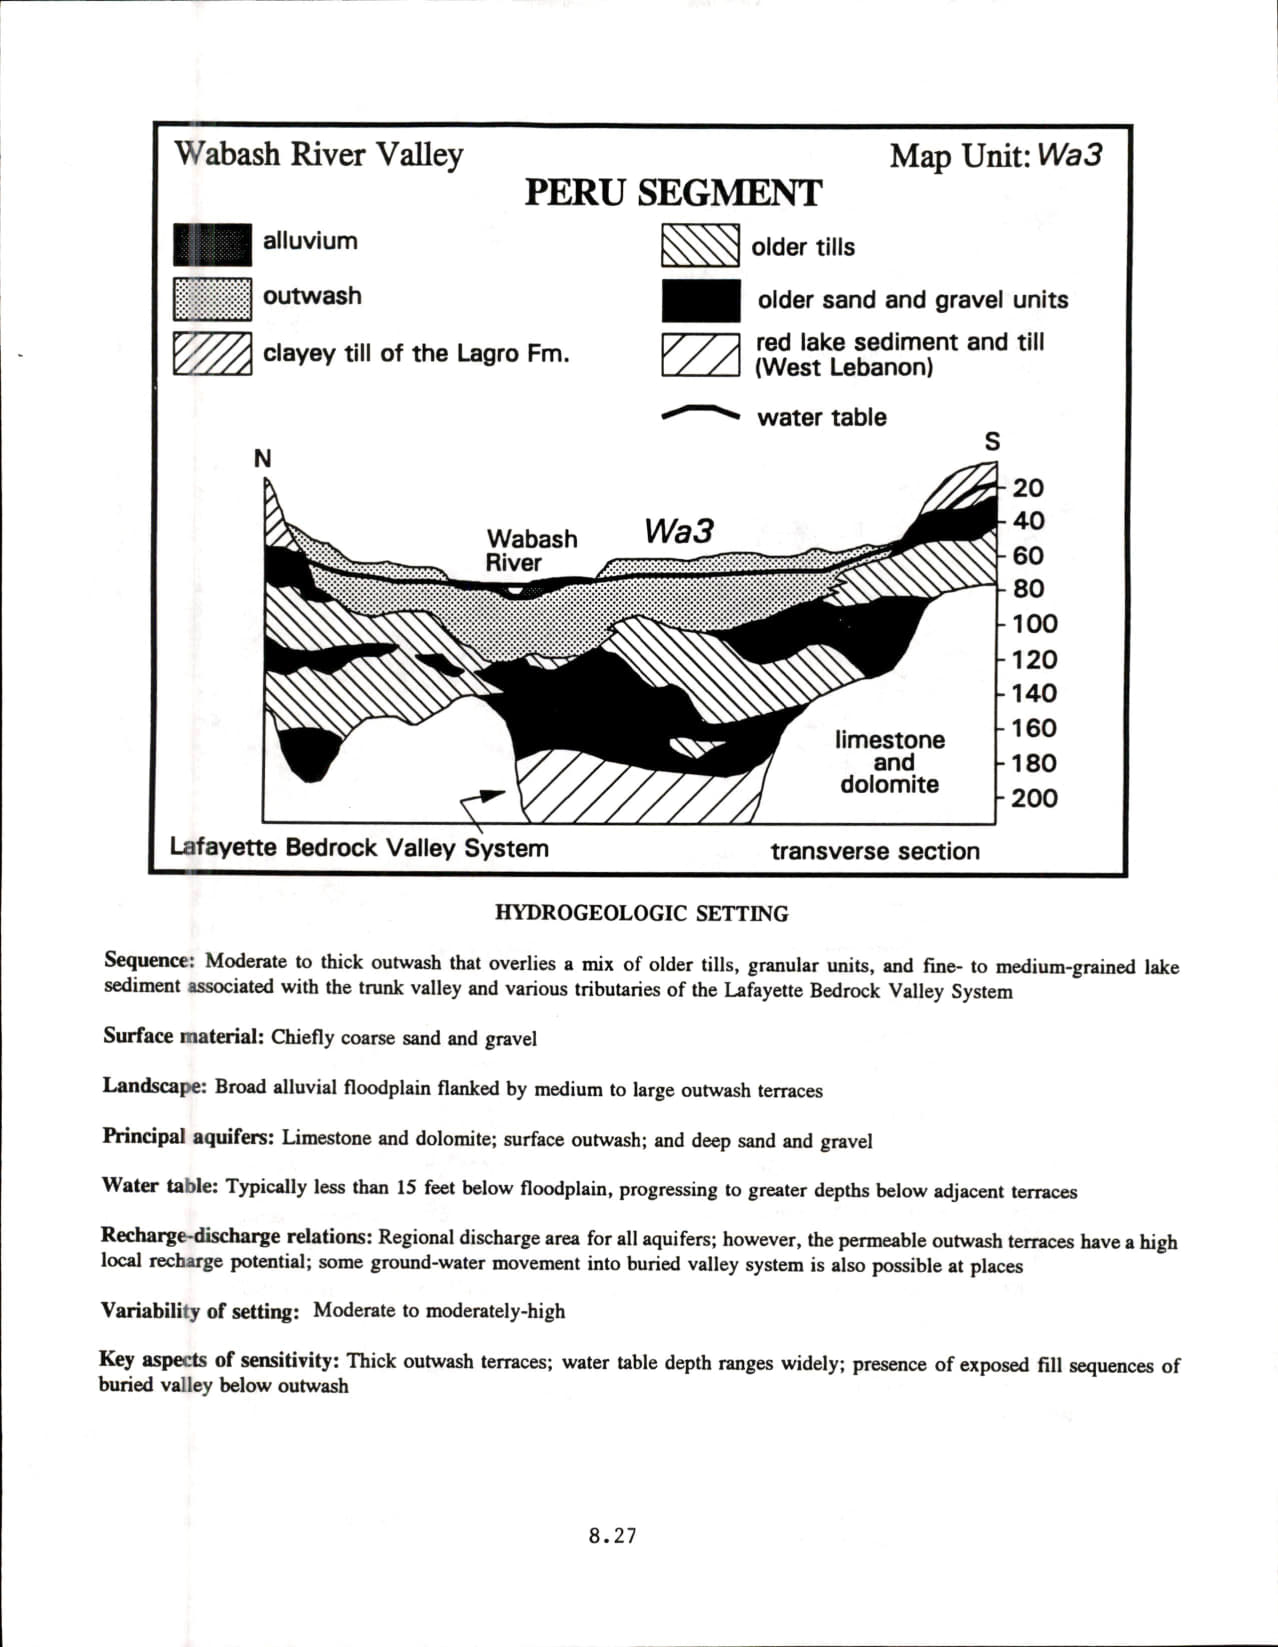 Wabash River Valley
Map Unit: Wa3
PERU SEGMENT
alluvium
outwash
clayey till of the Lagro Fm.
older tills
older sand and gravel units
red lake sediment and till
(West Lebanon)
water table
N
S
Wabash
River
Wa3
20
40
60
80
100
120
140
160
180
200
limestone
and
dolomite
Lafayette Bedrock Valley System
transverse section
HYDROGEOLOGIC SETTING
Sequence: Moderate to thick outwash that overlies a mix of older tills, granular units, and fine- to medium-grained lake
sediment associated with the trunk valley and various tributaries of the Lafayette Bedrock Valley System
Surface material: Chiefly coarse sand and gravel
Landscape: Broad alluvial floodplain flanked by medium to large outwash terraces
Principal aquifers: Limestone and dolomite; surface outwash; and deep sand and gravel
Water table: Typically less than 15 feet below floodplain, progressing to greater depths below adjacent terraces
Recharge-discharge relations: Regional discharge area for all aquifers; however, the permeable outwash terraces have a high
local recharge potential; some ground-water movement into buried valley system is also possible at places
Variability of setting: Moderate to moderately-high
Key aspects of sensitivity: Thick outwash terraces; water table depth ranges widely; presence of exposed fill sequences of
buried valley below outwash
8.27